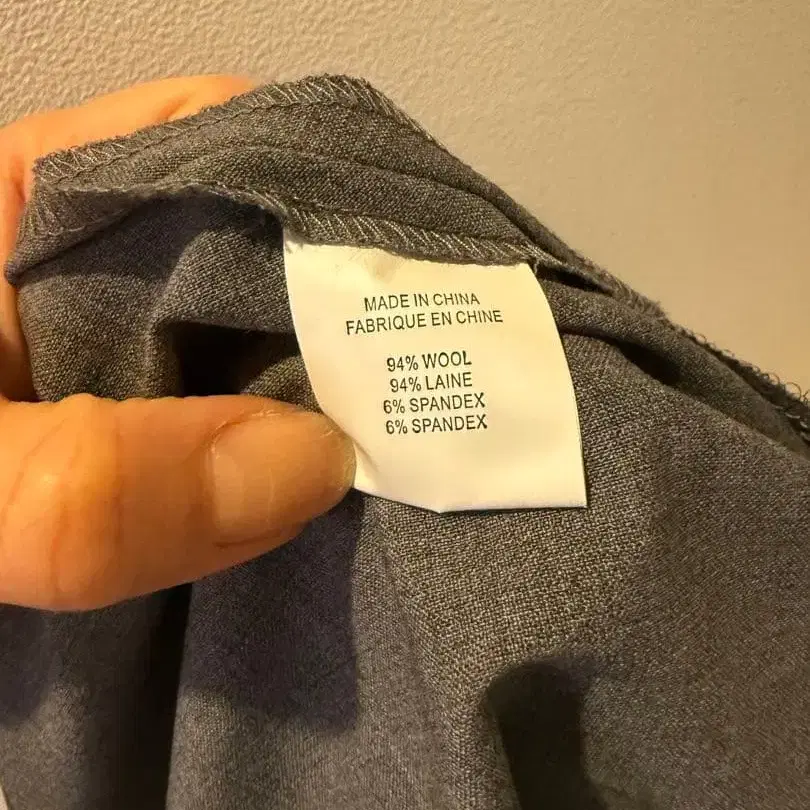 MADE IN CHINA
FABRIQUE EN CHINE
94% WOOL
94% LAINE
6% SPANDEX
6% SPANDEX